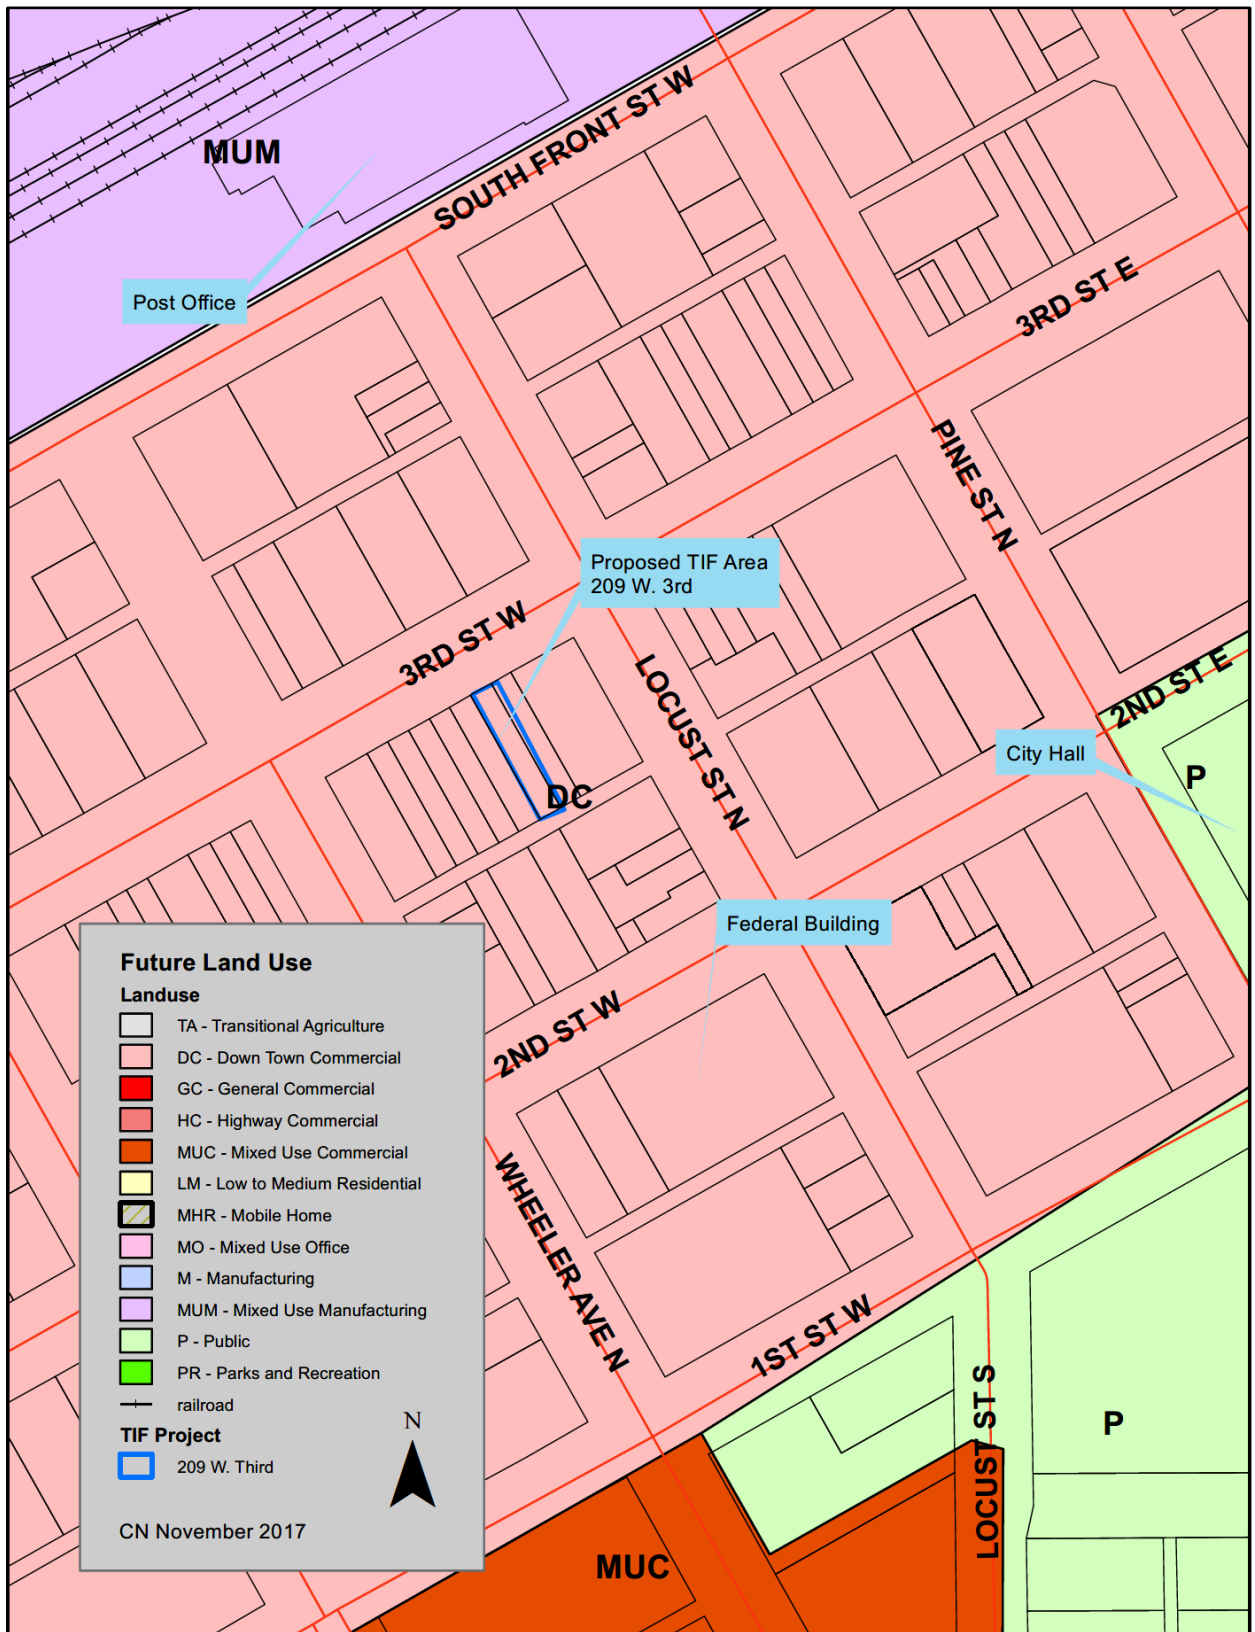 MUM
SOUTH FRONT ST W
Post Office
3RD ST E
PINE ST N
Proposed TIF Area
209 W. 3rd
3RD ST W
LOCUST ST N
2ND ST E
City Hall
P
DC
Federal Building
2ND ST W
WHEELER AVE N
1ST ST W
LOCUST ST S
P
MUC
Future Land Use
Landuse
TA - Transitional Agriculture
DC - Down Town Commercial
GC - General Commercial
HC - Highway Commercial
MUC - Mixed Use Commercial
LM - Low to Medium Residential
MHR - Mobile Home
MO - Mixed Use Office
M - Manufacturing
MUM - Mixed Use Manufacturing
P - Public
PR - Parks and Recreation
railroad
TIF Project
209 W. Third
N
CN November 2017